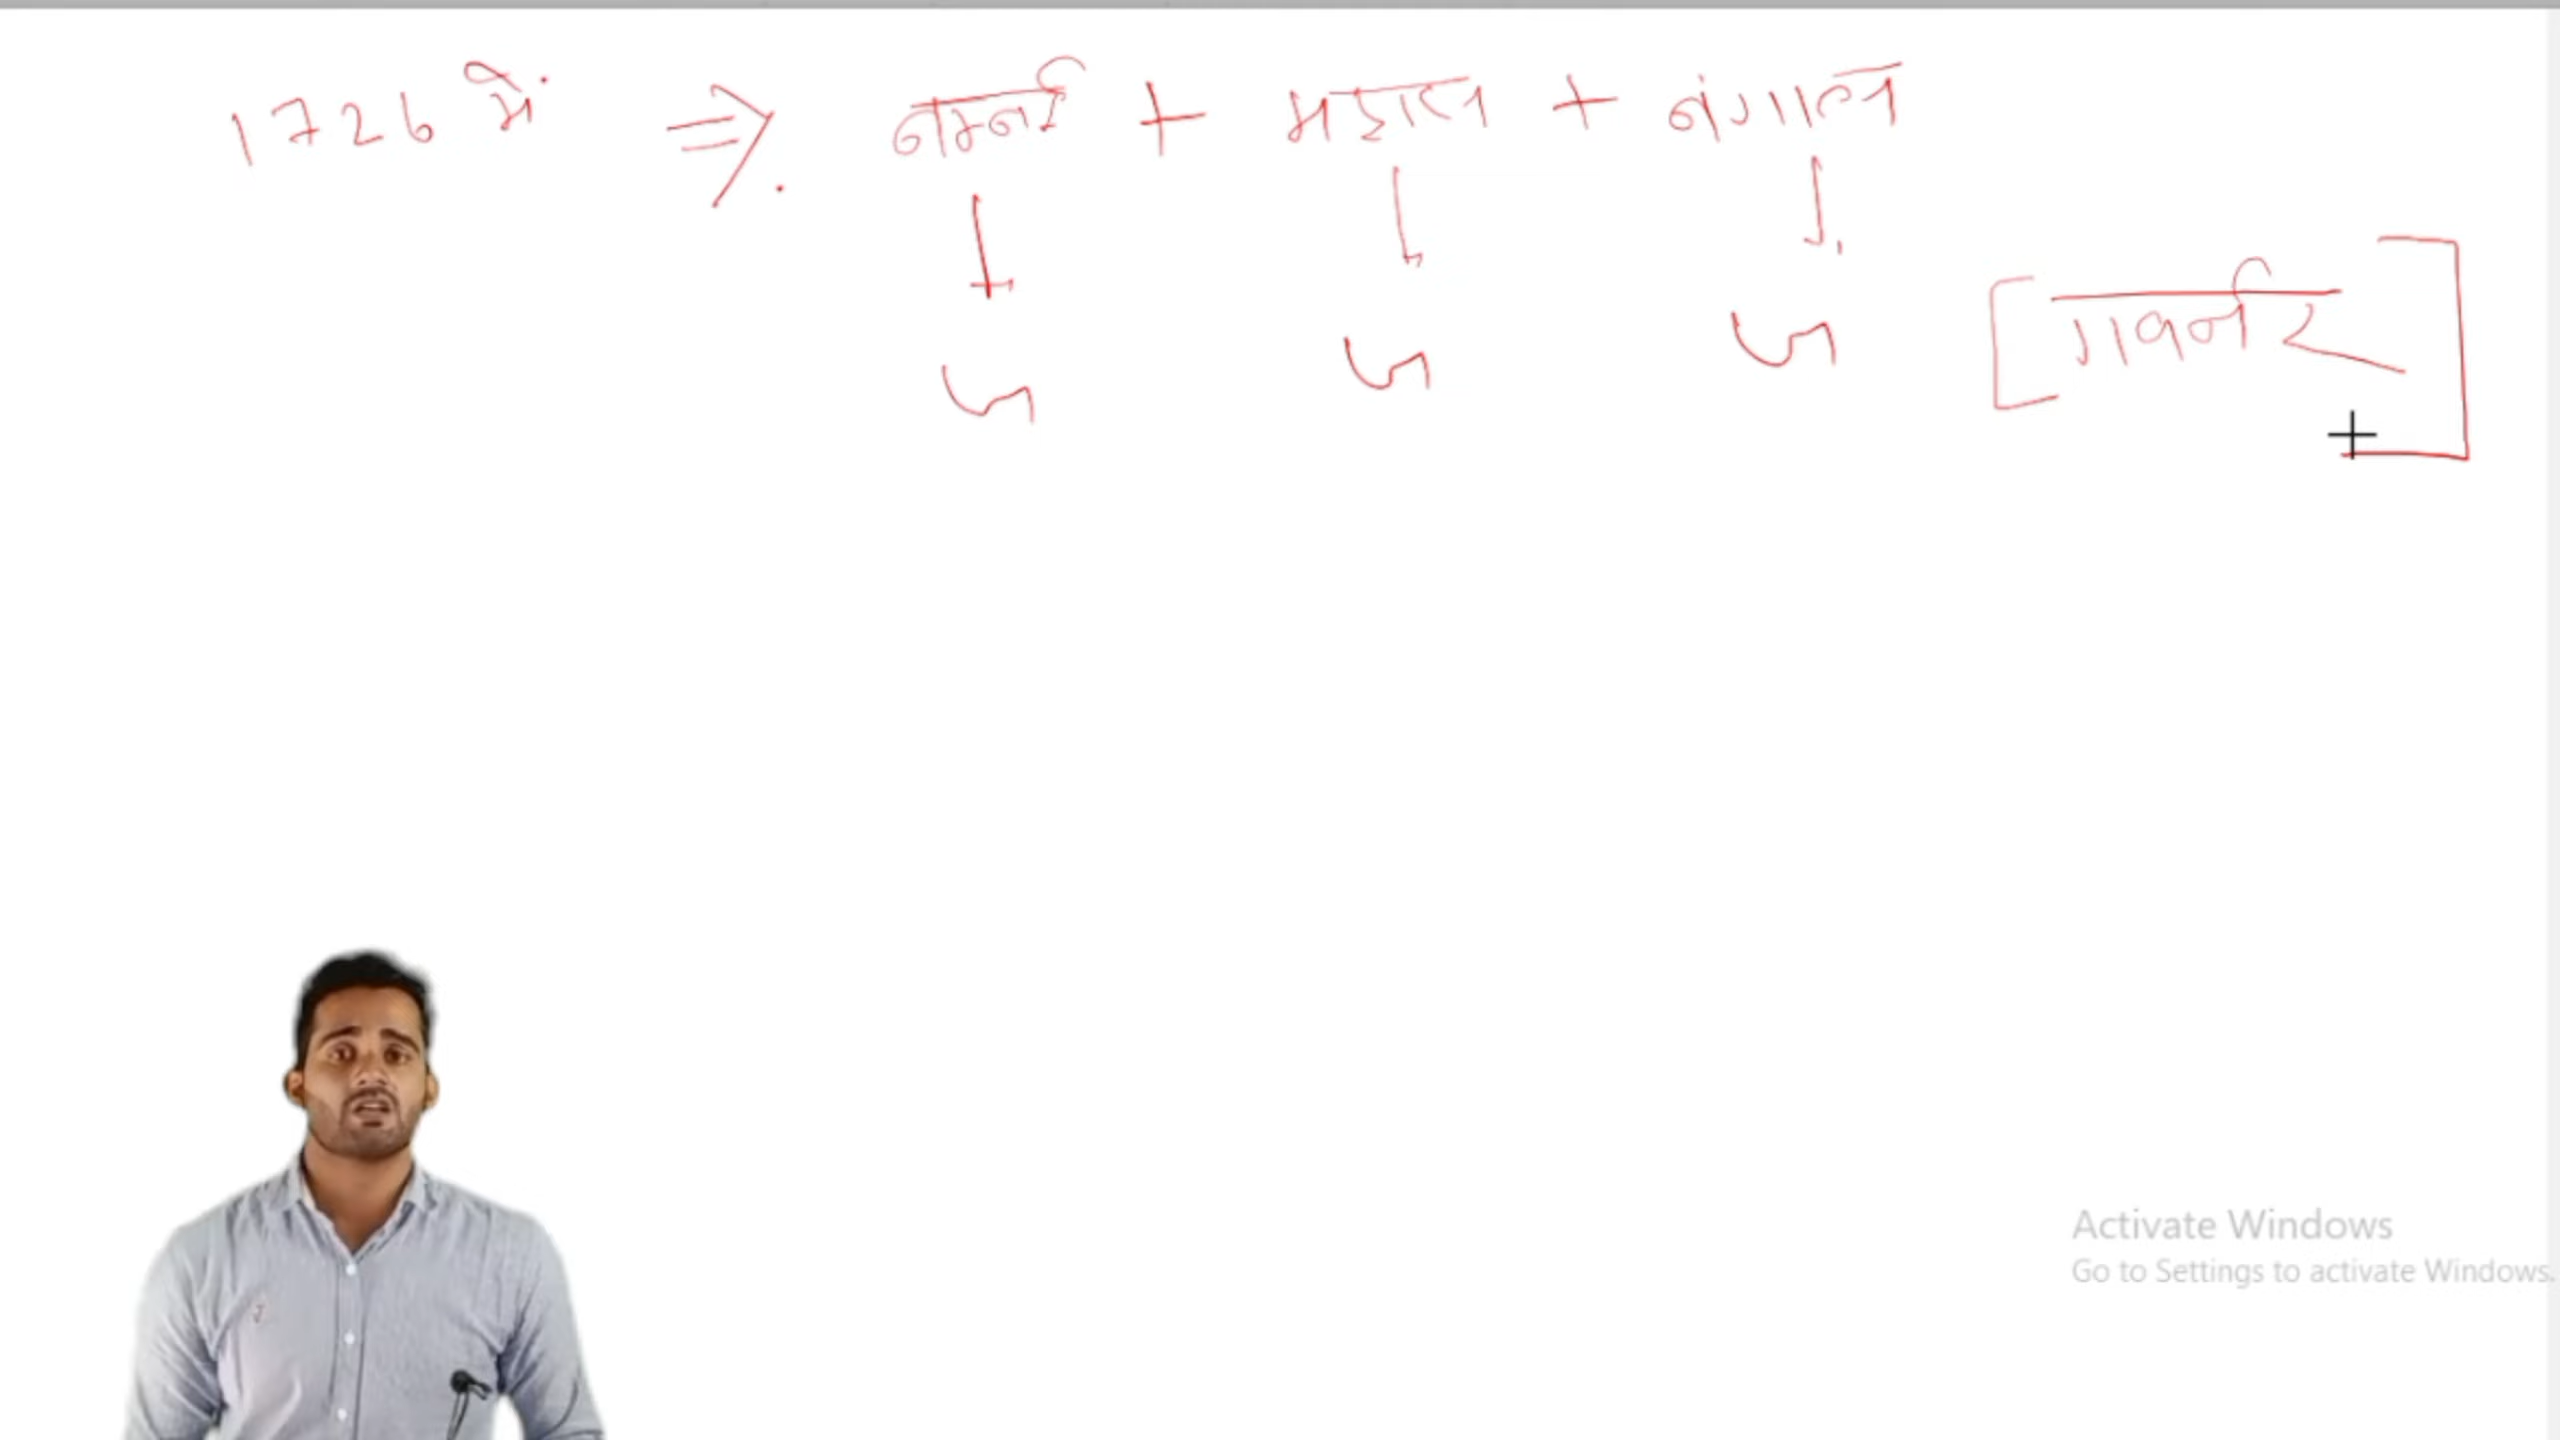 1726 में ⇒ बम्बई + मद्रास + बंगाल
[गवर्नर]
Activate Windows
Go to Settings to activate Windows.